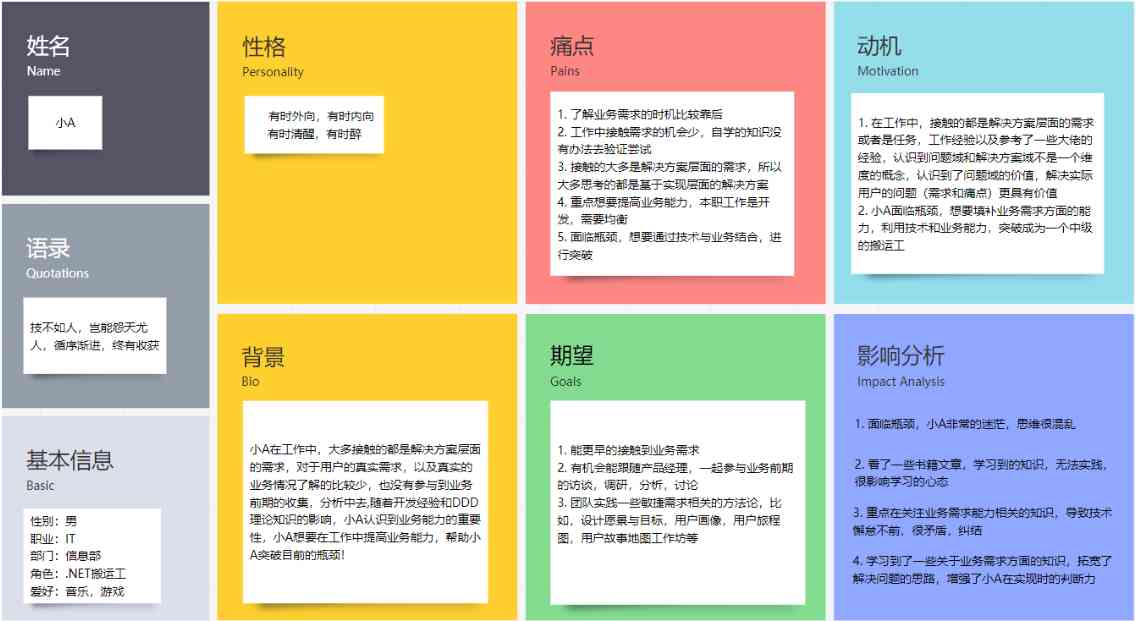 姓名
Name
小A
语录
Quotations
技不如人，岂能怨天尤
人，循序渐进，终有收获
基本信息
Basic
性别：男
职业：IT
部门：信息部
角色：.NET搬运工
爱好：音乐，游戏
性格
Personality
有时外向，有时内向
有时清醒，有时醉
背景
Bio
小A在工作中，大多接触的都是解决方案层面
的需求，对于用户的真实需求，以及真实的
业务情况了解的比较少，也没有参与到业务
前期的收集，分析中去,随着开发经验和DDD
理论知识的影响，小A认识到业务能力的重要
性，小A想要在工作中提高业务能力，帮助小
A突破目前的瓶颈！
痛点
Pains
1. 了解业务需求的时机比较靠后
2. 工作中接触需求的机会少，自学的知识没
有办法去验证尝试
3. 接触的大多是解决方案层面的需求，所以
大多思考的都是基于实现层面的解决方案
4. 重点想要提高业务能力，本职工作是开
发，需要均衡
5. 面临瓶颈，想要通过技术与业务结合，进
行突破
期望
Goals
1. 能更早的接触到业务需求
2. 有机会能跟随产品经理，一起参与业务前期
的访谈，调研，分析，讨论
3. 团队实践一些敏捷需求相关的方法论，比
如，设计愿景与目标，用户画像，用户旅程
图，用户故事地图工作坊等
动机
Motivation
1. 在工作中，接触的都是解决方案层面的需求
或者是任务，工作经验以及参考了一些大佬的
经验，认识到问题域和解决方案域不是一个维
度的概念，认识到了问题域的价值，解决实际
用户的问题（需求和痛点）更具有价值
2. 小A面临瓶颈，想要填补业务需求方面的能
力，利用技术和业务能力，突破成为一个中级
的搬运工
影响分析
Impact Analysis
1. 面临瓶颈，小A非常的迷茫，思维很混乱
2. 看了一些书籍文章，学习到的知识，无法实践，
很影响学习的心态
3. 重点在关注业务需求能力相关的知识，导致技术
懈怠不前，很矛盾，纠结
4. 学习到了一些关于业务需求方面的知识，拓宽了
解决问题的思路，增强了小A在实现时的判断力